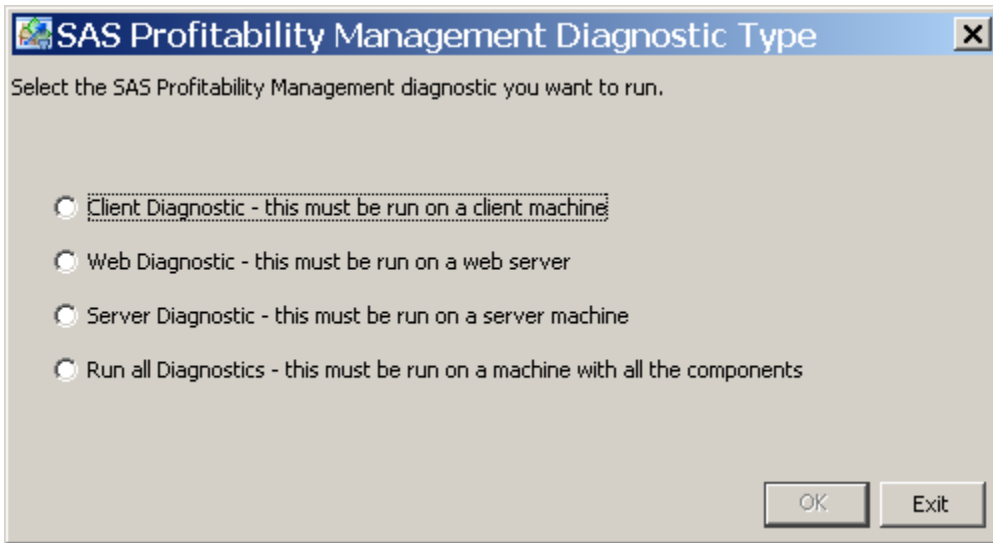 SAS Profitability Management Diagnostic Type
Select the SAS Profitability Management diagnostic you want to run.
Client Diagnostic - this must be run on a client machine
Web Diagnostic - this must be run on a web server
Server Diagnostic - this must be run on a server machine
Run all Diagnostics - this must be run on a machine with all the components
OK
Exit